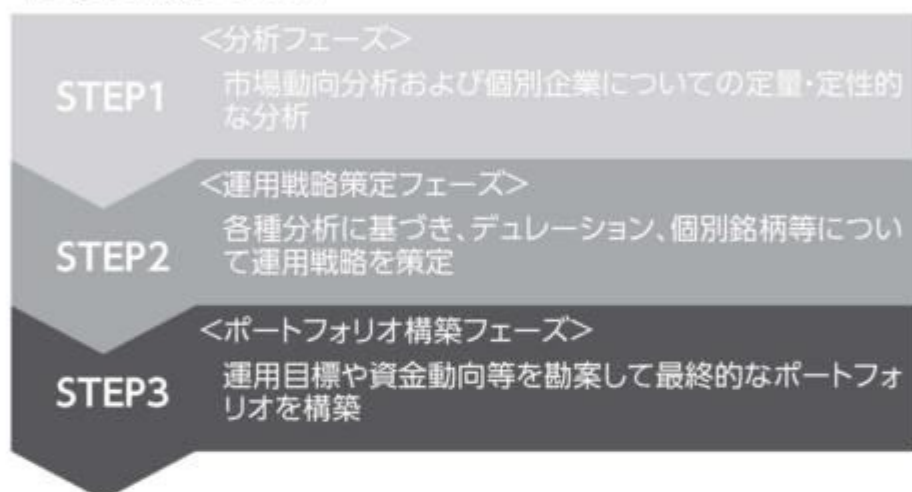 <分析フェーズ>
STEP1
市場動向分析および個別企業についての定量・定性的
な分析
<運用戦略策定フェーズ>
STEP2
各種分析に基づき、デュレーション、個別銘柄等につい
て運用戦略を策定
<ポートフォリオ構築フェーズ>
STEP3
運用目標や資金動向等を勘案して最終的なポートフォ
リオを構築